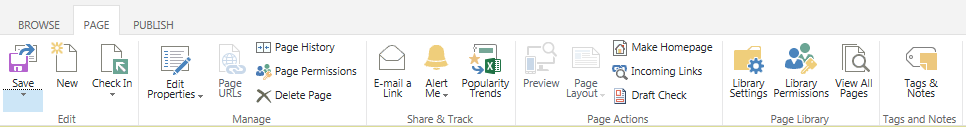 BROWSE PAGE PUBLISH
Save New Check In
Edit Properties Page URLs
Page History
Page Permissions
Delete Page
E-mail a Link Alert Me Popularity Trends
Preview Page Layout
Make Homepage
Incoming Links
Draft Check
Library Settings Library Permissions View All Pages
Tags & Notes
Edit Manage Share & Track Page Actions Page Library Tags and Notes